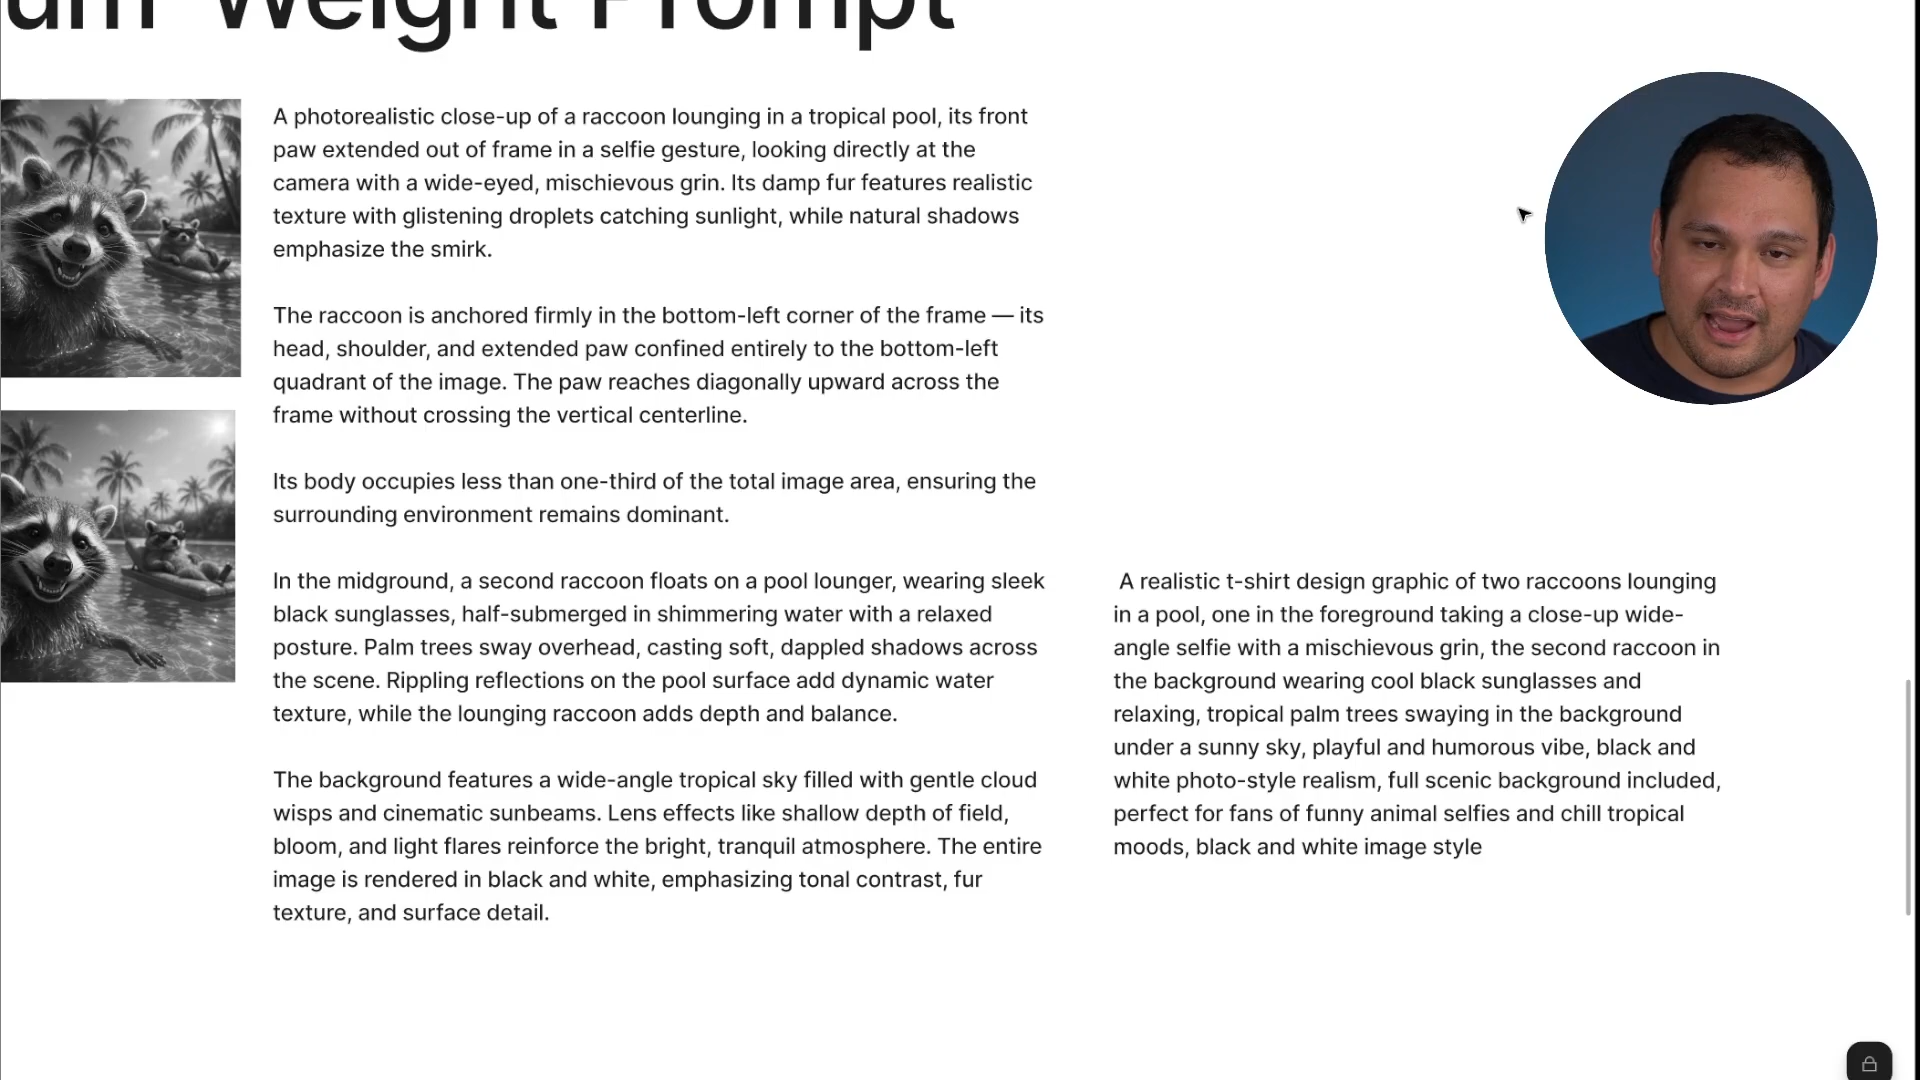 Weight Prompt
A photorealistic close-up of a raccoon lounging in a tropical pool, its front
paw extended out of frame in a selfie gesture, looking directly at the
camera with a wide-eyed, mischievous grin. Its damp fur features realistic
texture with glistening droplets catching sunlight, while natural shadows
emphasize the smirk.
The raccoon is anchored firmly in the bottom-left corner of the frame — its
head, shoulder, and extended paw confined entirely to the bottom-left
quadrant of the image. The paw reaches diagonally upward across the
frame without crossing the vertical centerline.
Its body occupies less than one-third of the total image area, ensuring the
surrounding environment remains dominant.
In the midground, a second raccoon floats on a pool lounger, wearing sleek
black sunglasses, half-submerged in shimmering water with a relaxed
posture. Palm trees sway overhead, casting soft, dappled shadows across
the scene. Rippling reflections on the pool surface add dynamic water
texture, while the lounging raccoon adds depth and balance.
The background features a wide-angle tropical sky filled with gentle cloud
wisps and cinematic sunbeams. Lens effects like shallow depth of field,
bloom, and light flares reinforce the bright, tranquil atmosphere. The entire
image is rendered in black and white, emphasizing tonal contrast, fur
texture, and surface detail.
A realistic t-shirt design graphic of two raccoons lounging
in a pool, one in the foreground taking a close-up wide-
angle selfie with a mischievous grin, the second raccoon in
the background wearing cool black sunglasses and
relaxing, tropical palm trees swaying in the background
under a sunny sky, playful and humorous vibe, black and
white photo-style realism, full scenic background included,
perfect for fans of funny animal selfies and chill tropical
moods, black and white image style